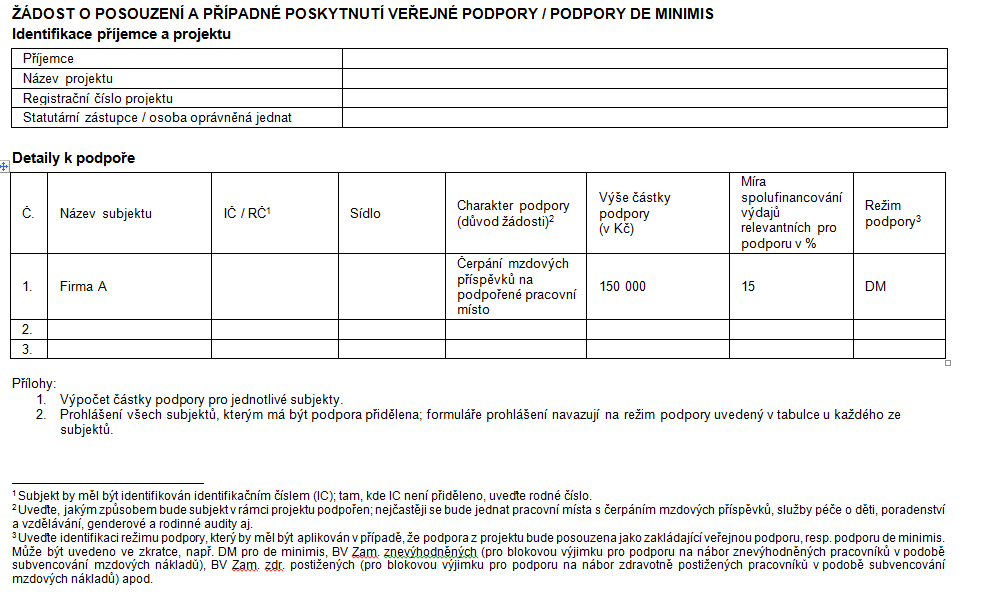 ŽÁDOST O POSOUZENÍ A PŘÍPADNÉ POSKYTNUTÍ VEŘEJNÉ PODPORY / PODPORY DE MINIMIS
Identifikace příjemce a projektu
Příjemce
Název projektu
Registrační číslo projektu
Statutární zástupce / osoba oprávněná jednat
Detaily k podpoře
Č.
Název subjektu
IČ / RČ1
Sídlo
Charakter podpory
(důvod žádosti)2
Výše částky
podpory
(v Kč)
Míra
spolufinancování
výdajů
relevantních pro
podporu v %
Režim
podpory3
1.
Firma A
Čerpání mzdových
příspěvků na
podpořené pracovní
místo
150 000
15
DM
2.
3.
Přílohy:
1. Výpočet částky podpory pro jednotlivé subjekty.
2. Prohlášení všech subjektů, kterým má být podpora přidělena; formuláře prohlášení navazují na režim podpory uvedený v tabulce u každého ze
subjektů.
1 Subjekt by měl být identifikován identifikačním číslem (IC); tam, kde IC není přiděleno, uveďte rodné číslo.
2 Uveďte, jakým způsobem bude subjekt v rámci projektu podpořen; nejčastěji se bude jednat pracovní místa s čerpáním mzdových příspěvků, služby péče o děti, poradenství
a vzdělávání, genderové a rodinné audity aj.
3 Uveďte identifikaci režimu podpory, který by měl být aplikován v případě, že podpora z projektu bude posouzena jako zakládající veřejnou podporu, resp. podporu de minimis.
Může být uvedeno ve zkratce, např. DM pro de minimis, BV Zam. znevýhodněných (pro blokovou výjimku pro podporu na nábor znevýhodněných pracovníků v podobě
subvencování mzdových nákladů), BV Zam. zdr. postižených (pro blokovou výjimku pro podporu na nábor zdravotně postižených pracovníků v podobě subvencování
mzdových nákladů) apod.